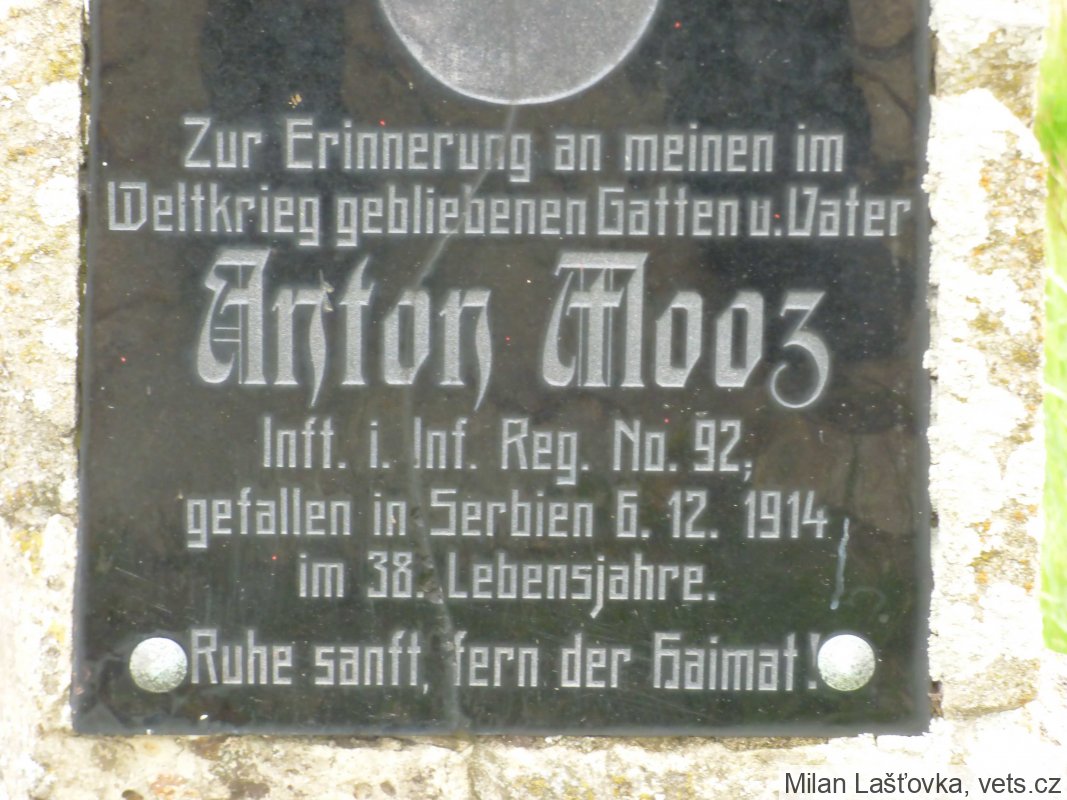 Zur Erinnerung an meinen im
Weltkrieg gebliebenen Gatten u. Vater
Anton Mooz
Inft. i. Inf. Reg. No. 92,
gefallen in Serbien 6. 12. 1914
im 38. Lebensjahre.
Ruhe sanft, fern der Haimat!
Milan Lašťovka, vets.cz